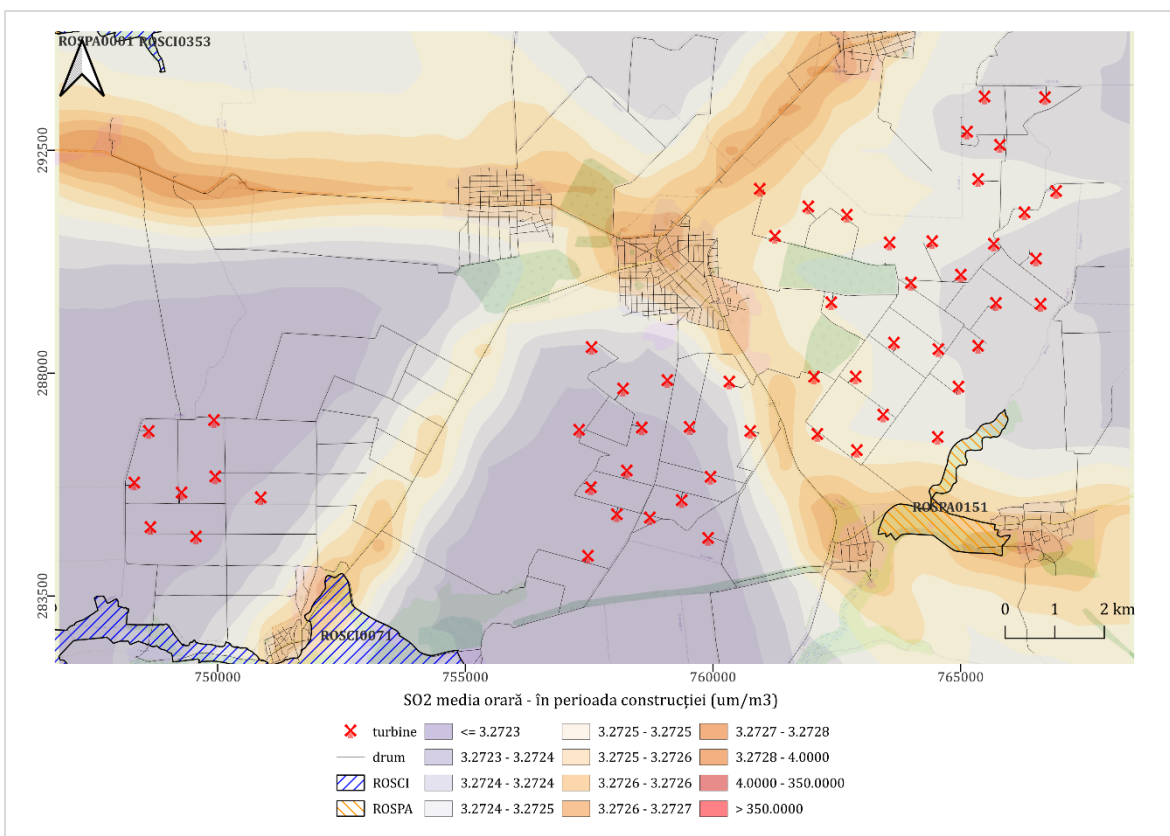 ROSPA0001 ROSCI0353
292500
288000
283500
ROSPA0151
ROSCI0071
0 1 2 km
750000 755000 760000 765000
SO2 media orară - în perioada construcției (um/m3)
turbine <= 3.2723 3.2725 - 3.2725 3.2727 - 3.2728
drum 3.2723 - 3.2724 3.2725 - 3.2726 3.2728 - 4.0000
ROSCI 3.2724 - 3.2724 3.2726 - 3.2726 4.0000 - 350.0000
ROSPA 3.2724 - 3.2725 3.2726 - 3.2727 > 350.0000